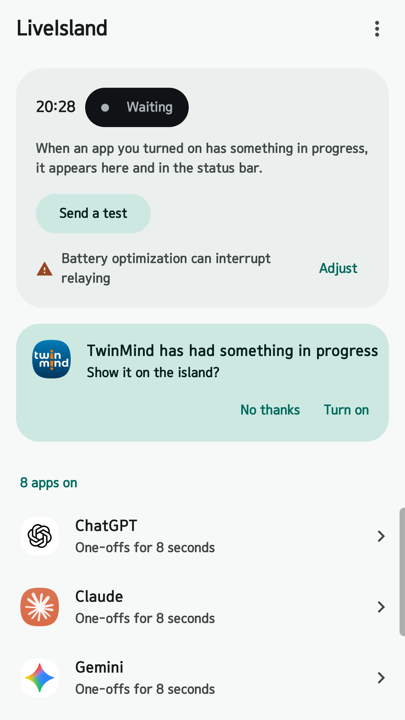 LiveIsland
20:28
Waiting
When an app you turned on has something in progress,
it appears here and in the status bar.
Send a test
Battery optimization can interrupt
relaying
Adjust
twin
mind
TwinMind has had something in progress
Show it on the island?
No thanks
Turn on
8 apps on
ChatGPT
One-offs for 8 seconds
Claude
One-offs for 8 seconds
Gemini
One-offs for 8 seconds